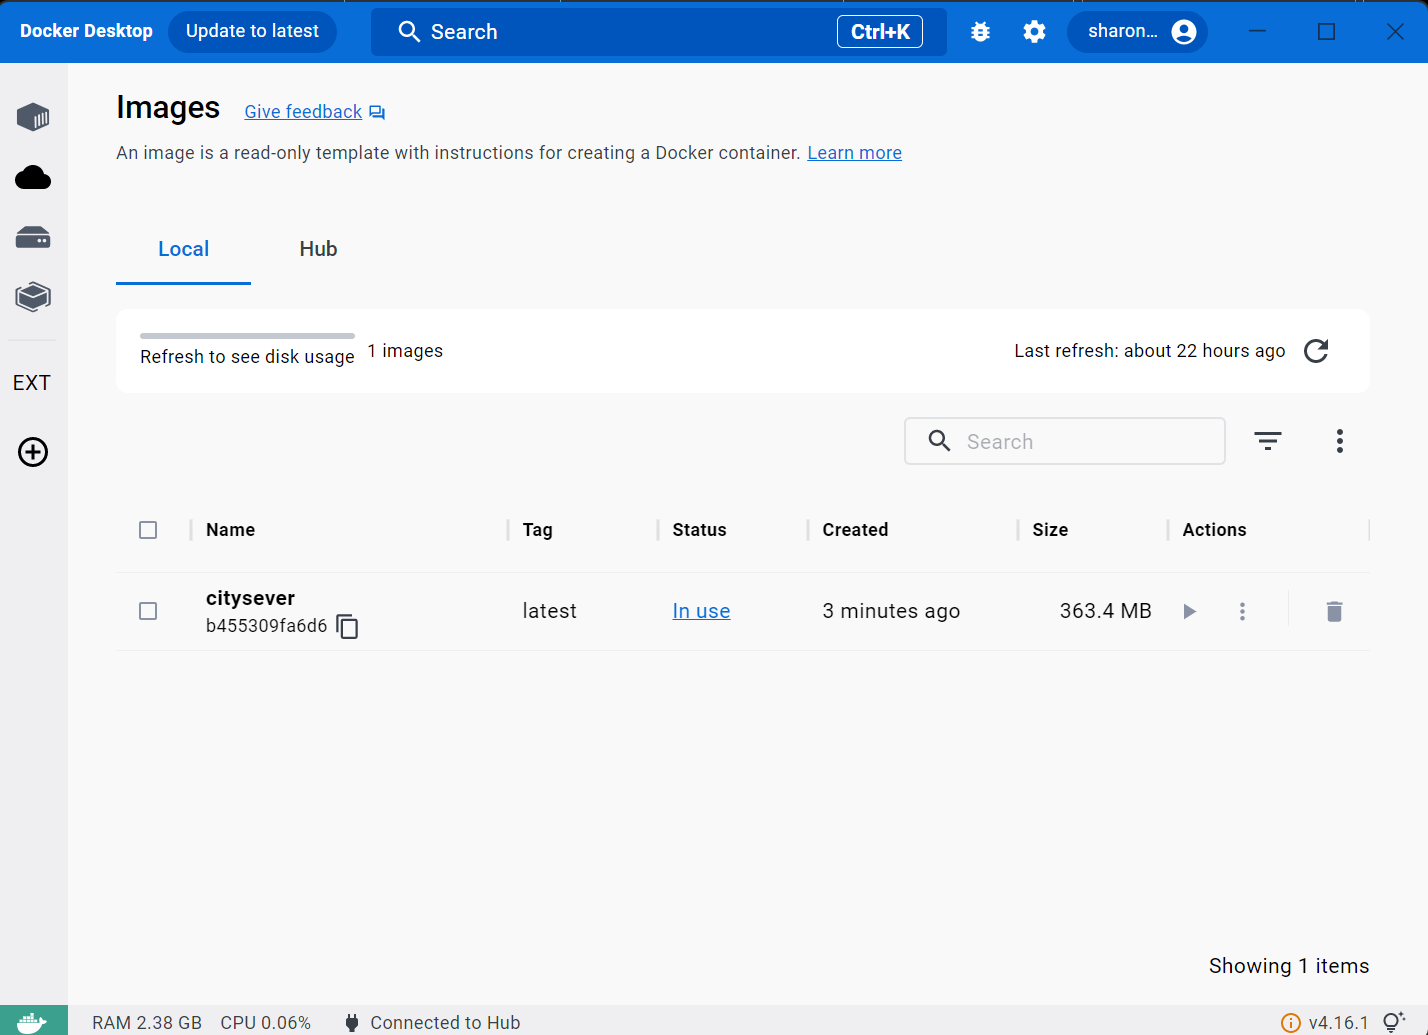 Docker Desktop
Update to latest
Search
Ctrl+K
sharon...
Images
Give feedback
An image is a read-only template with instructions for creating a Docker container. Learn more
Local
Hub
Refresh to see disk usage
1 images
Last refresh: about 22 hours ago
EXT
Search
Name
Tag
Status
Created
Size
Actions
citysever
b455309fa6d6
latest
In use
3 minutes ago
363.4 MB
Showing 1 items
RAM 2.38 GB
CPU 0.06%
Connected to Hub
v4.16.1